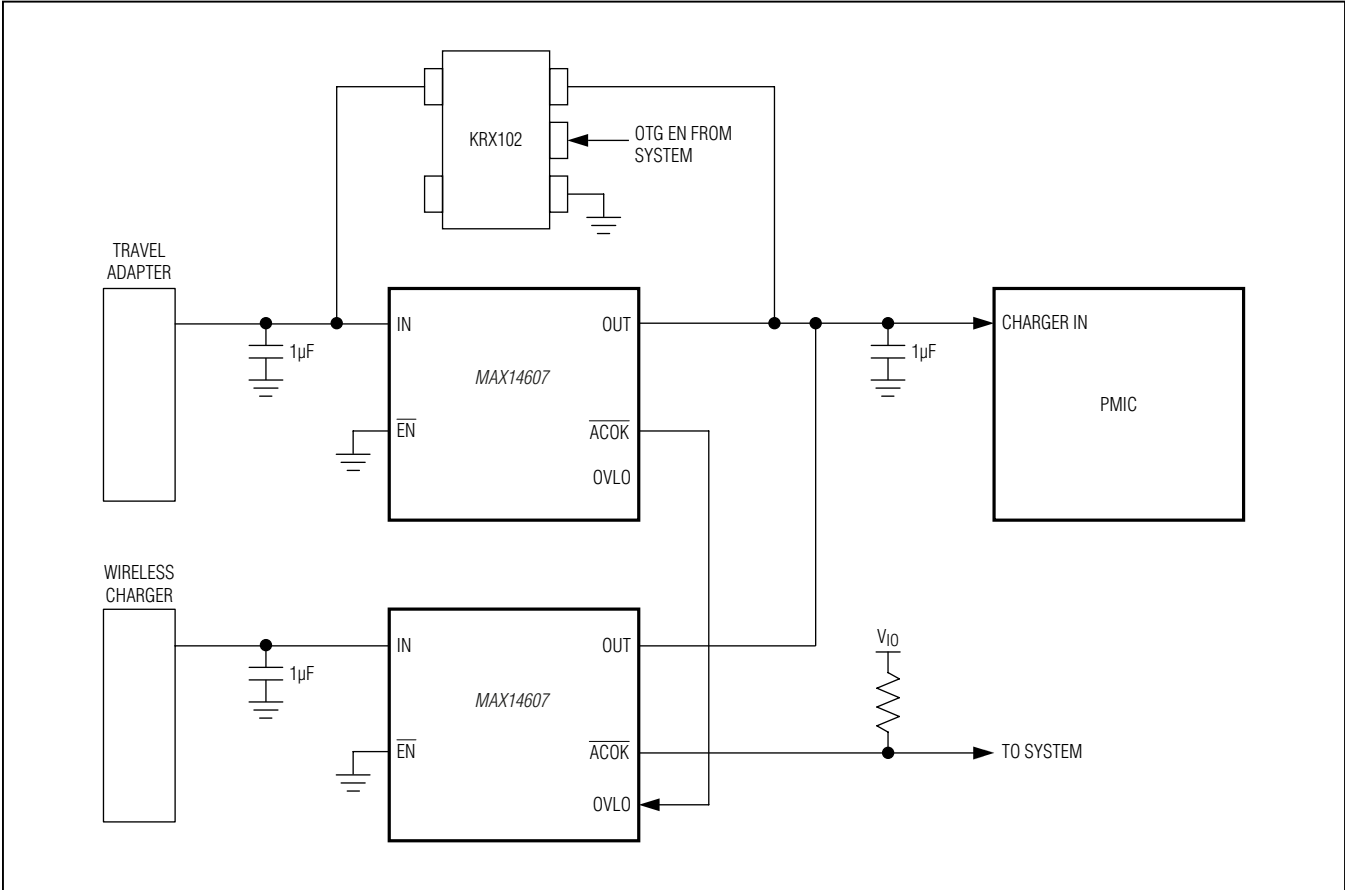 KRX102
OTG EN FROM
SYSTEM
TRAVEL
ADAPTER
IN
OUT
CHARGER IN
1µF
1µF
MAX14607
PMIC
EN
ACOK
OVLO
WIRELESS
CHARGER
IN
OUT
VIO
1µF
MAX14607
EN
ACOK
TO SYSTEM
OVLO